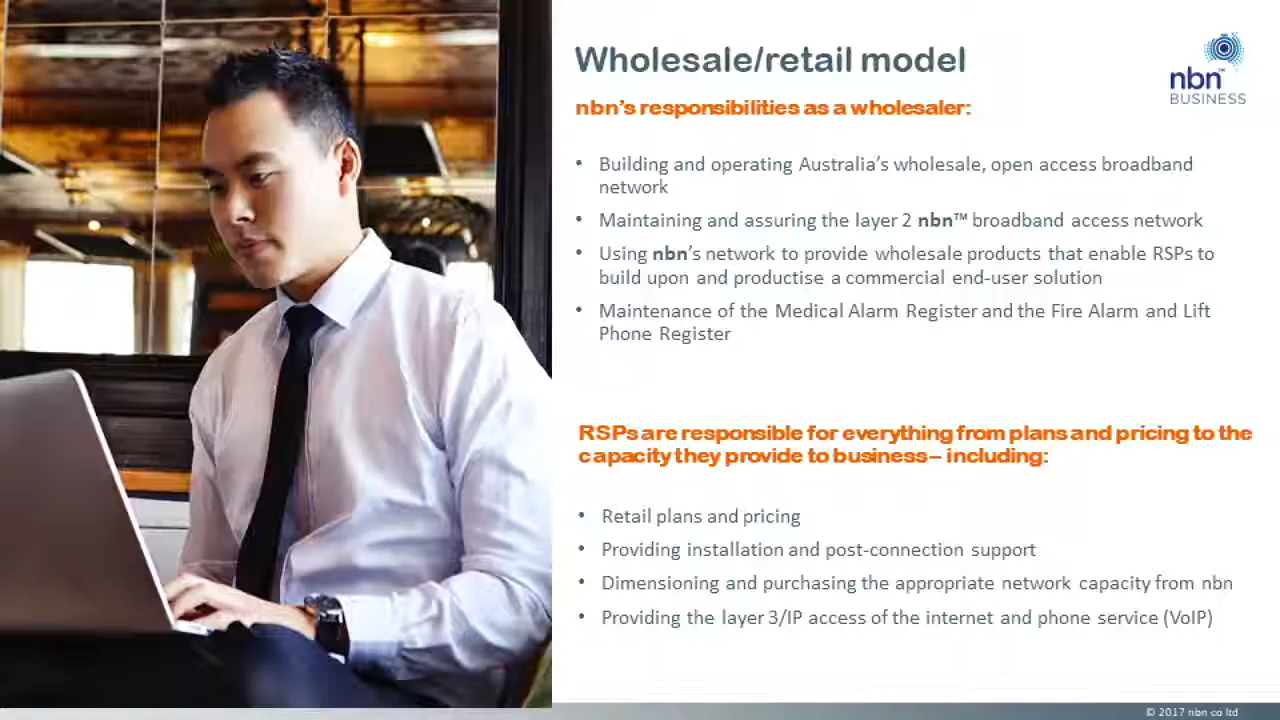 Wholesale/retail model
nbn™
BUSINESS
nbn's responsibilities as a wholesaler:
• Building and operating Australia's wholesale, open access broadband
network
• Maintaining and assuring the layer 2 nbn™ broadband access network
• Using nbn's network to provide wholesale products that enable RSPs to
build upon and productise a commercial end-user solution
• Maintenance of the Medical Alarm Register and the Fire Alarm and Lift
Phone Register
RSPs are responsible for everything from plans and pricing to the
capacity they provide to business – including:
• Retail plans and pricing
• Providing installation and post-connection support
• Dimensioning and purchasing the appropriate network capacity from nbn
• Providing the layer 3/IP access of the internet and phone service (VoIP)
© 2017 nbn co ltd